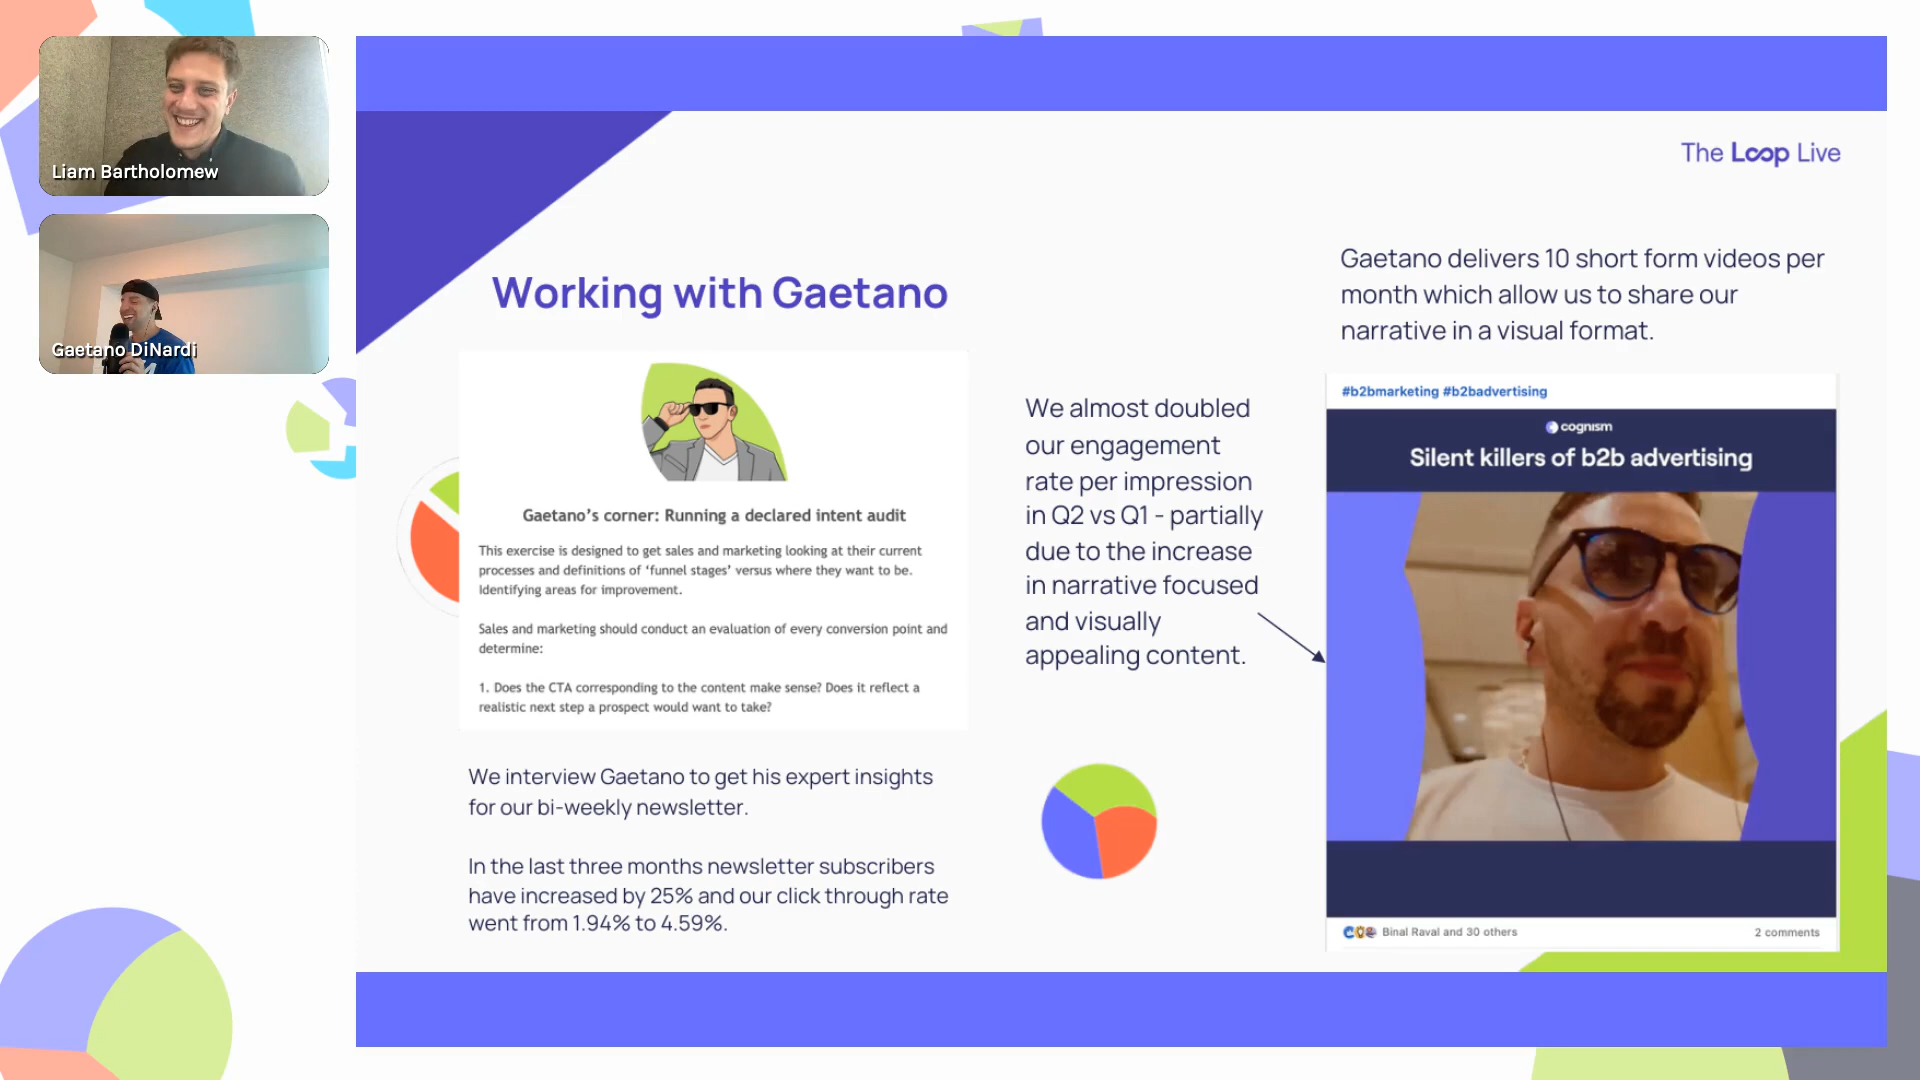 Liam Bartholomew
Gaetano DiNardi
The Loop Live
Working with Gaetano
Gaetano's corner: Running a declared intent audit
This exercise is designed to get sales and marketing looking at their current
processes and definitions of 'funnel stages' versus where they want to be.
Identifying areas for improvement.
Sales and marketing should conduct an evaluation of every conversion point and
determine:
1. Does the CTA corresponding to the content make sense? Does it reflect a
realistic next step a prospect would want to take?
We interview Gaetano to get his expert insights
for our bi-weekly newsletter.
In the last three months newsletter subscribers
have increased by 25% and our click through rate
went from 1.94% to 4.59%.
We almost doubled
our engagement
rate per impression
in Q2 vs Q1 - partially
due to the increase
in narrative focused
and visually
appealing content.
Gaetano delivers 10 short form videos per
month which allow us to share our
narrative in a visual format.
#b2bmarketing #b2badvertising
cognism
Silent killers of b2b advertising
Binal Raval and 30 others
2 comments